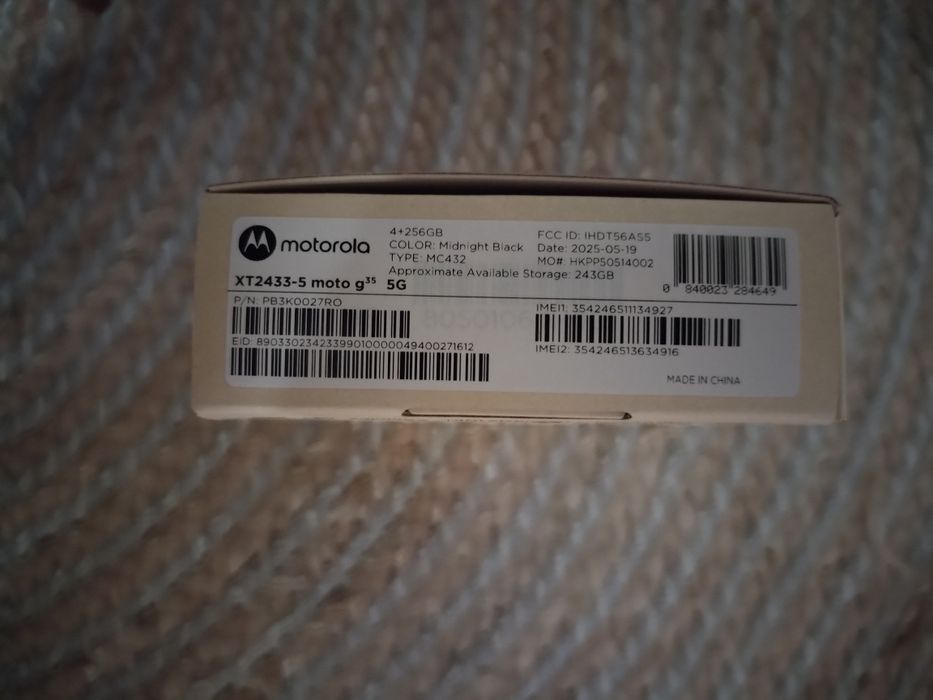 motorola
4+256GB
COLOR: Midnight Black
TYPE: MC432
Approximate Available Storage: 243GB
FCC ID: IHDT56AS5
Date: 2025-05-19
MO#: HKPP50514002
0 840023 284649
XT2433-5 moto g35 5G
P/N: PB3K0027RO
EID: 89033023423399010000049400271612
IMEI1: 354246511134927
IMEI2: 354246513634916
MADE IN CHINA